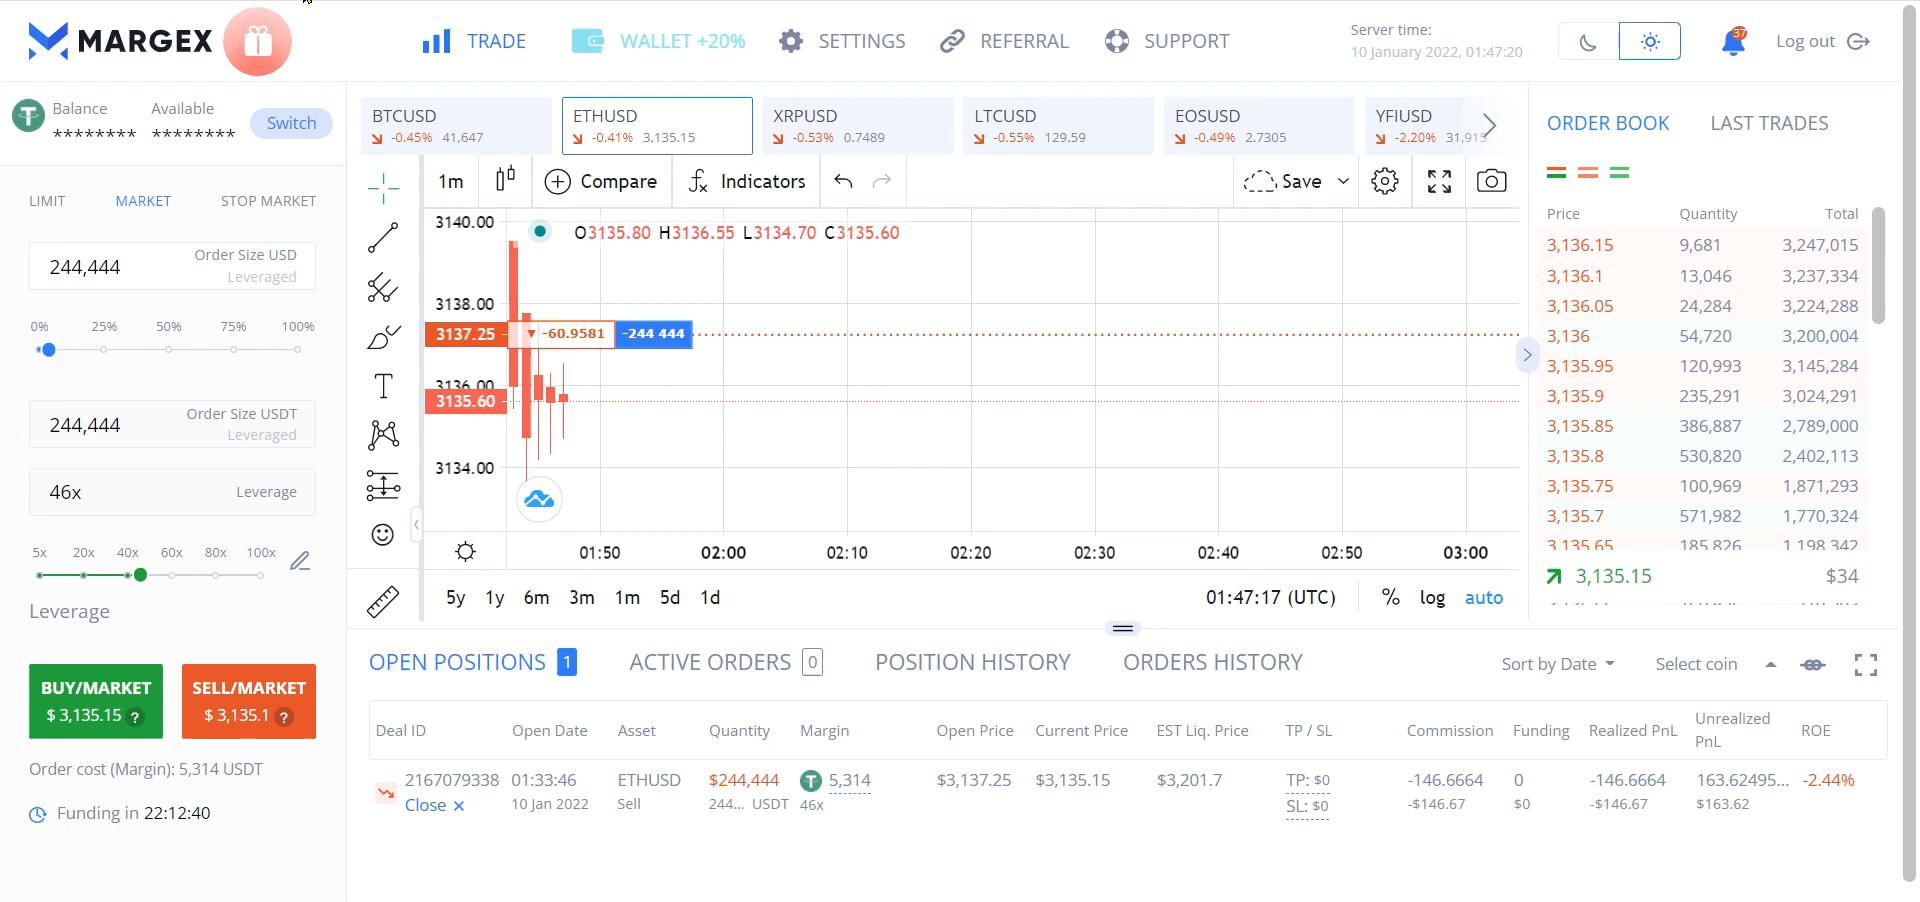 MARGEX
TRADE
WALLET +20%
SETTINGS
REFERRAL
SUPPORT
Server time:
10 January 2022, 01:47:20
37
Log out
Balance
********
Available
********
Switch
LIMIT
MARKET
STOP MARKET
244,444
Order Size USD
Leveraged
0% 25% 50% 75% 100%
244,444
Order Size USDT
Leveraged
46x
Leverage
5x 20x 40x 60x 80x 100x
Leverage
BUY/MARKET
$ 3,135.15 ?
SELL/MARKET
$ 3,135.1 ?
Order cost (Margin): 5,314 USDT
Funding in 22:12:40
BTCUSD
-0.45% 41,647
ETHUSD
-0.41% 3,135.15
XRPUSD
-0.53% 0.7489
LTCUSD
-0.55% 129.59
EOSUSD
-0.49% 2.7305
YFIUSD
-2.20% 31,915
1m
Compare
Indicators
Save
O3135.80 H3136.55 L3134.70 C3135.60
3140.00
3138.00
3137.25
-60.9581
-244 444
3136.00
3135.60
3134.00
01:50 02:00 02:10 02:20 02:30 02:40 02:50 03:00
5y 1y 6m 3m 1m 5d 1d
01:47:17 (UTC)
% log auto
ORDER BOOK
LAST TRADES
Price Quantity Total
3,136.15 9,681 3,247,015
3,136.1 13,046 3,237,334
3,136.05 24,284 3,224,288
3,136 54,720 3,200,004
3,135.95 120,993 3,145,284
3,135.9 235,291 3,024,291
3,135.85 386,887 2,789,000
3,135.8 530,820 2,402,113
3,135.75 100,969 1,871,293
3,135.7 571,982 1,770,324
3,135.65 185,826 1,198,342
3,135.15 $34
OPEN POSITIONS 1
ACTIVE ORDERS 0
POSITION HISTORY
ORDERS HISTORY
Sort by Date
Select coin
Deal ID Open Date Asset Quantity Margin Open Price Current Price EST Liq. Price TP / SL Commission Funding Realized PnL Unrealized PnL ROE
2167079338 01:33:46 ETHUSD $244,444 5,314 $3,137.25 $3,135.15 $3,201.7 TP: $0 -146.6664 0 -146.6664 163.62495... -2.44%
Close × 10 Jan 2022 Sell 244... USDT 46x SL: $0 -$146.67 $0 -$146.67 $163.62